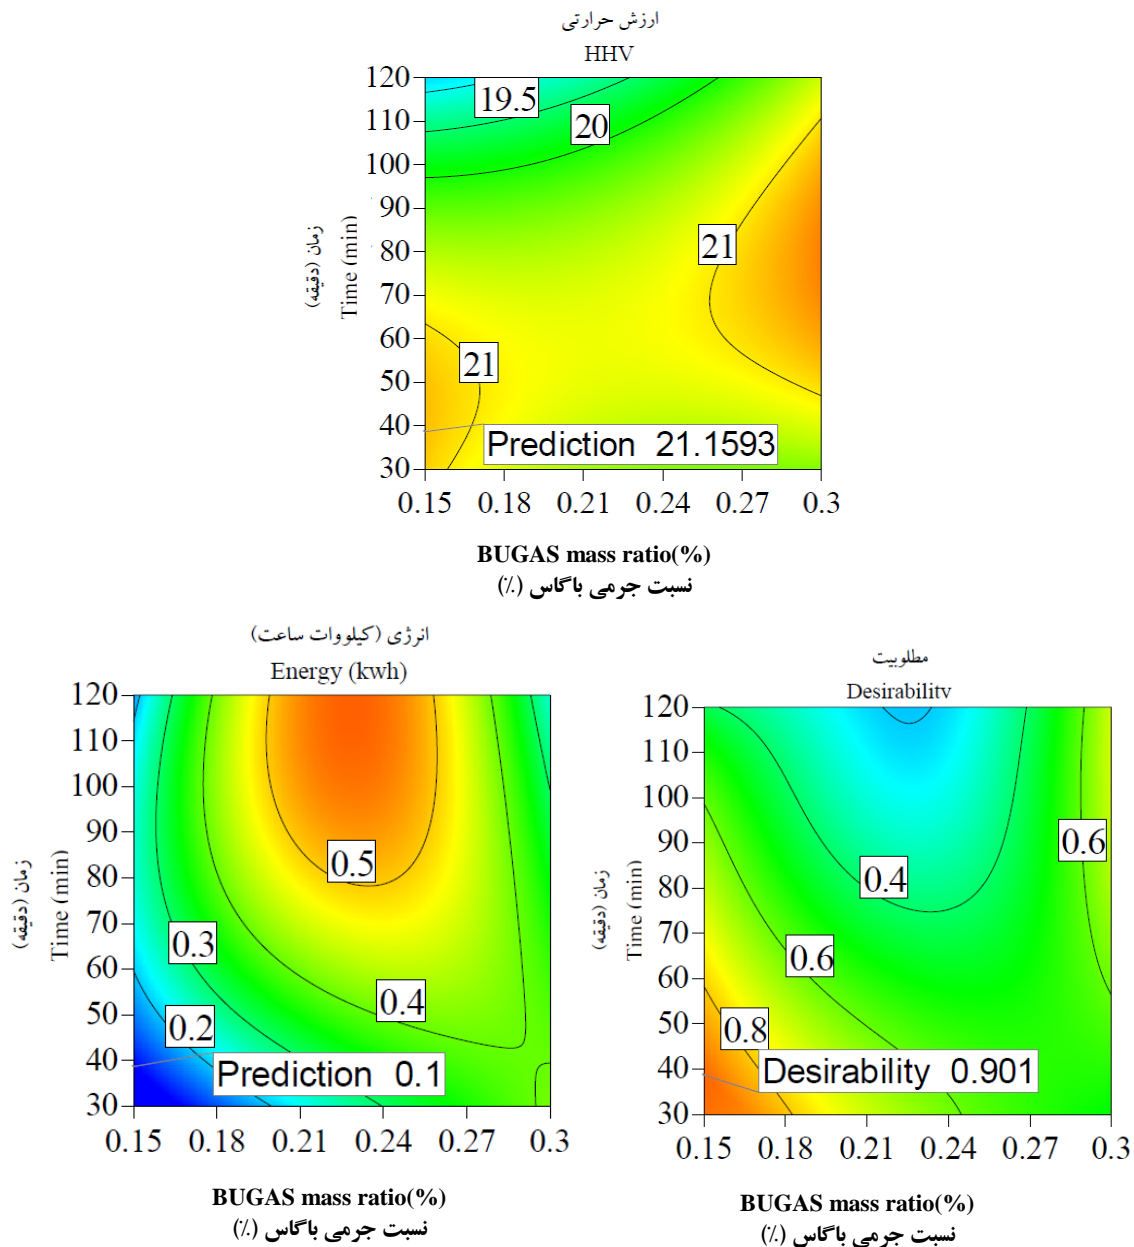 ارزش حرارتی
HHV
120
110
100
90
80
70
60
50
40
30
19.5
20
21
21
Prediction 21.1593
زمان (دقیقه)
Time (min)
0.15 0.18 0.21 0.24 0.27 0.3
BUGAS mass ratio(%)
نسبت جرمی باگاس (٪)
انرژی (کیلووات ساعت)
Energy (kwh)
120
110
100
90
80
70
60
50
40
30
0.5
0.3
0.4
0.2
Prediction 0.1
زمان (دقیقه)
Time (min)
0.15 0.18 0.21 0.24 0.27 0.3
BUGAS mass ratio(%)
نسبت جرمی باگاس (٪)
مطلوبیت
Desirability
120
110
100
90
80
70
60
50
40
30
0.6
0.4
0.6
0.8
Desirability 0.901
زمان (دقیقه)
Time (min)
0.15 0.18 0.21 0.24 0.27 0.3
BUGAS mass ratio(%)
نسبت جرمی باگاس (٪)